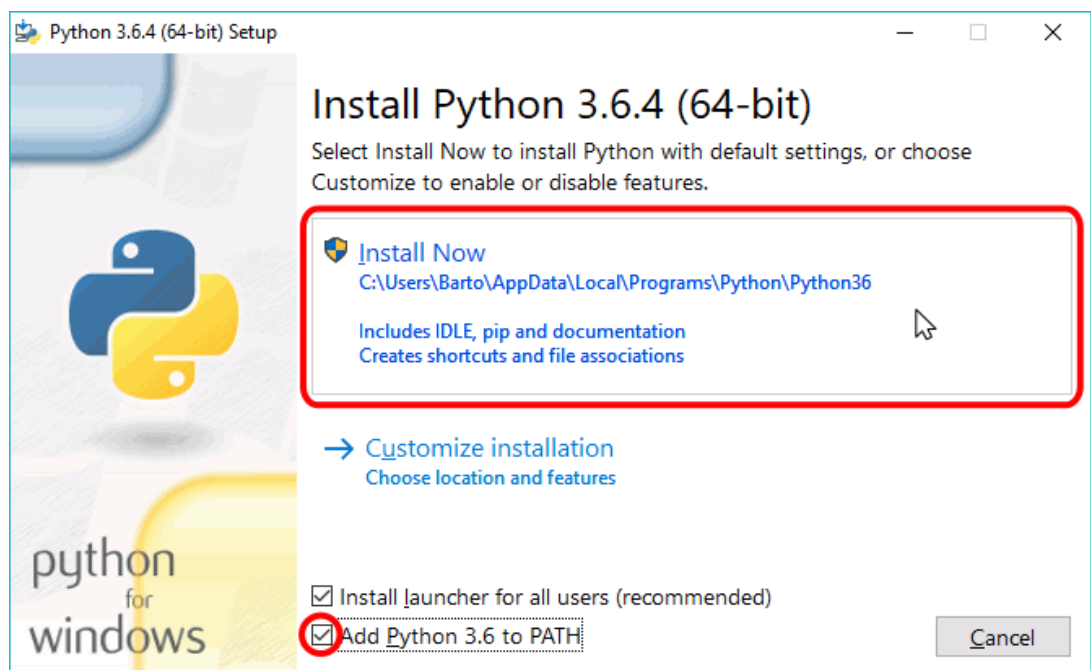 Python 3.6.4 (64-bit) Setup
Install Python 3.6.4 (64-bit)
Select Install Now to install Python with default settings, or choose
Customize to enable or disable features.
Install Now
C:\Users\Barto\AppData\Local\Programs\Python\Python36
Includes IDLE, pip and documentation
Creates shortcuts and file associations
Customize installation
Choose location and features
python
for
windows
Install launcher for all users (recommended)
Add Python 3.6 to PATH
Cancel